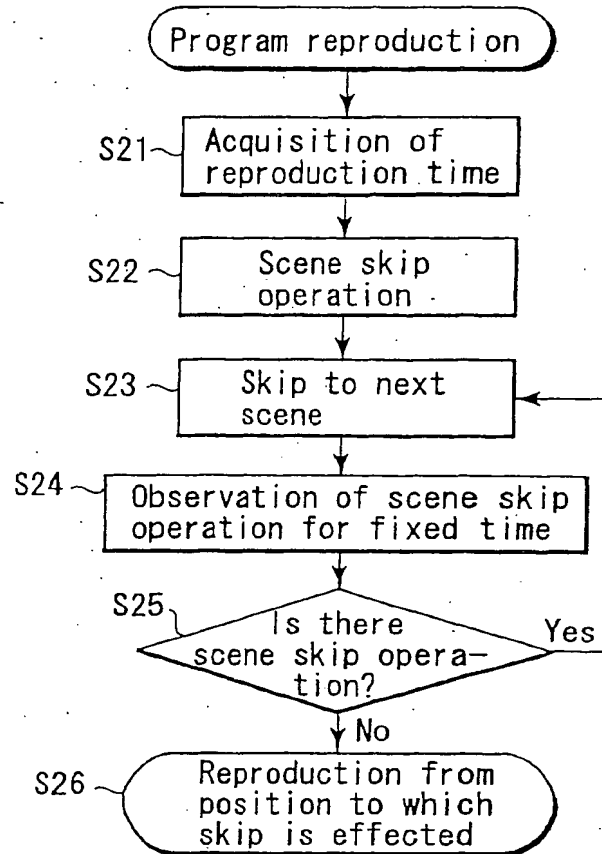 Program reproduction
S21
Acquisition of
reproduction time
S22
Scene skip
operation
S23
Skip to next
scene
S24
Observation of scene skip
operation for fixed time
S25
Is there
scene skip opera-
tion?
Yes
No
S26
Reproduction from
position to which
skip is effected